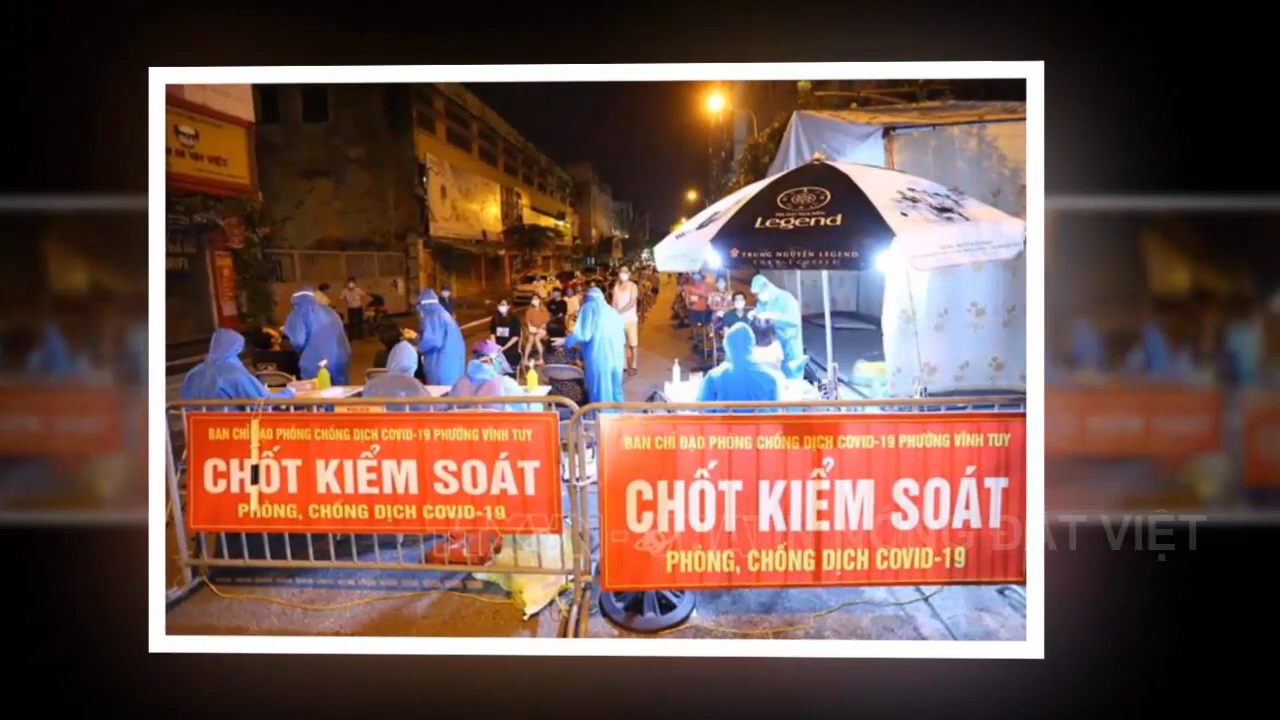 Legend
TRUNG NGUYÊN LEGEND
BAN CHỈ ĐẠO PHÒNG CHỐNG DỊCH COVID-19 PHƯỜNG VĨNH TUY
CHỐT KIỂM SOÁT
PHÒNG, CHỐNG DỊCH COVID-19
BAN CHỈ ĐẠO PHÒNG CHỐNG DỊCH COVID-19 PHƯỜNG VĨNH TUY
CHỐT KIỂM SOÁT
PHÒNG, CHỐNG DỊCH COVID-19
ĐẤT VIỆT